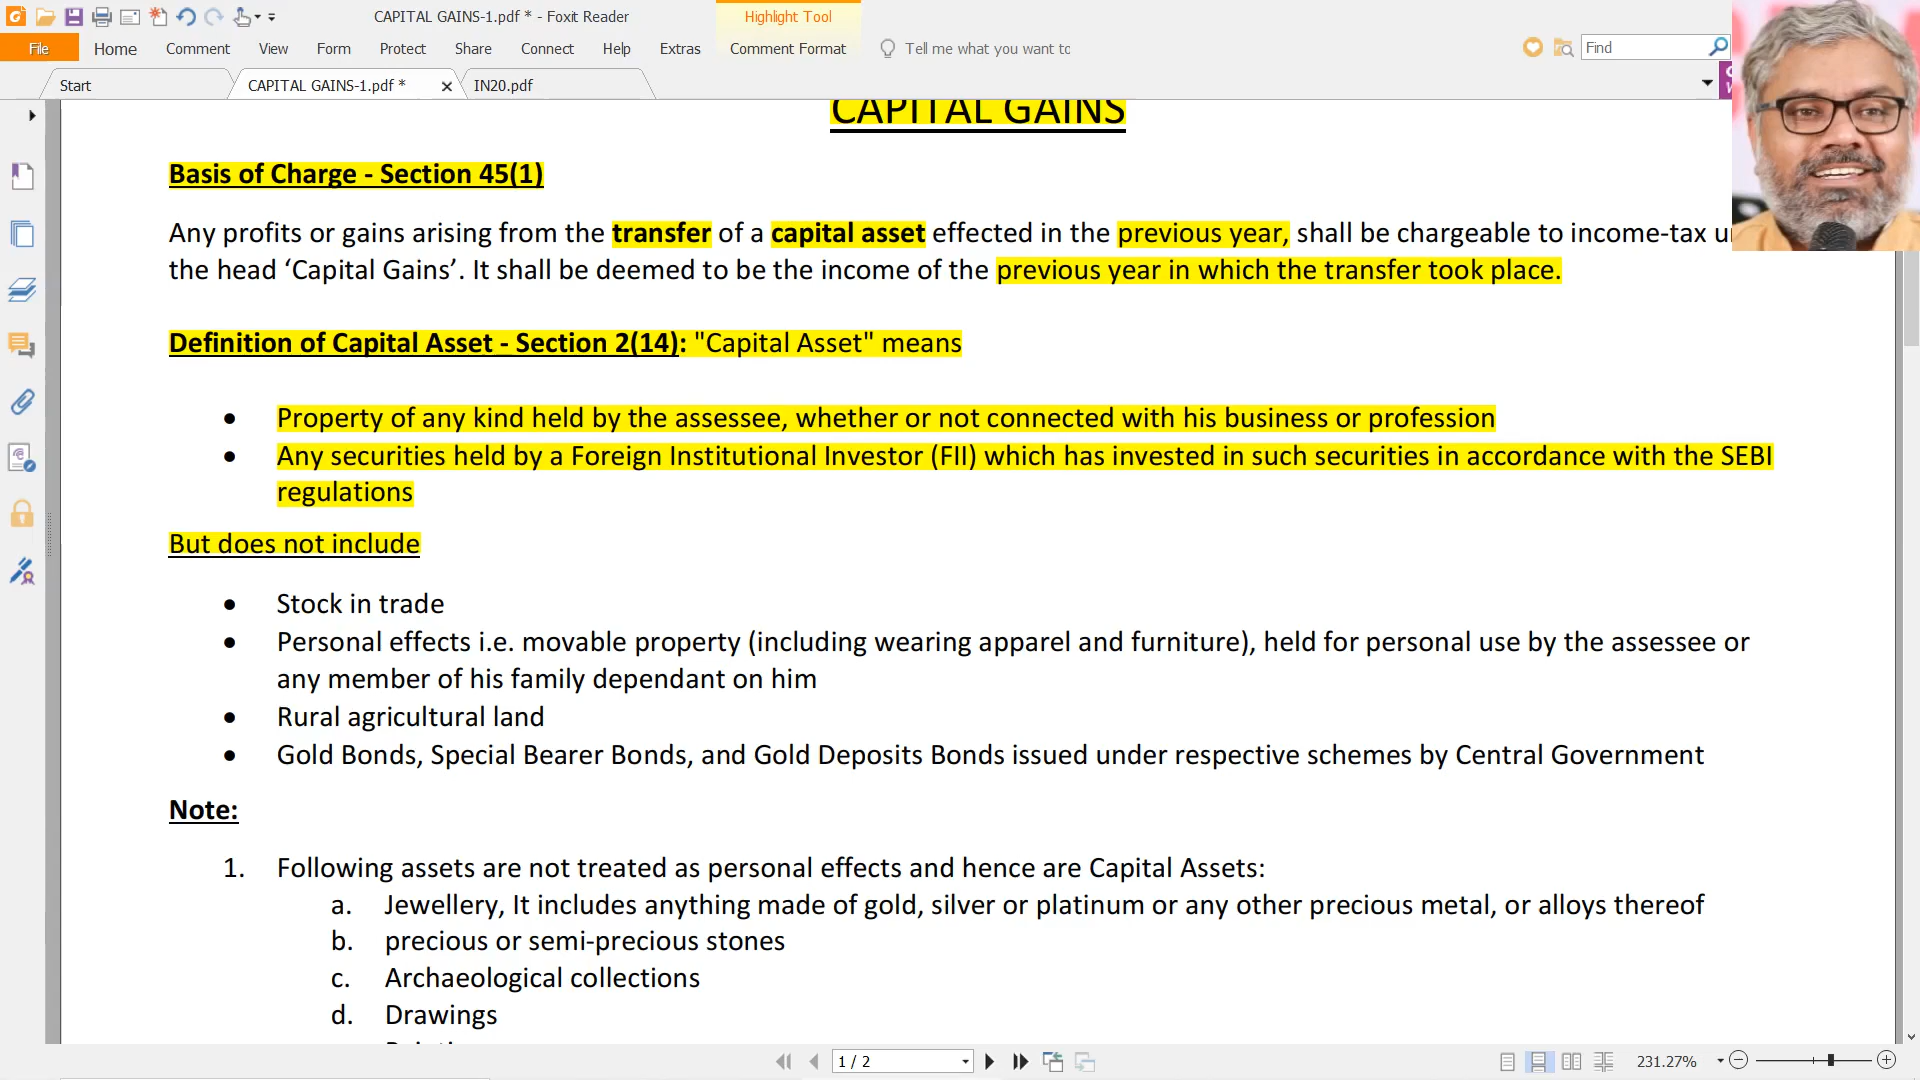 CAPITAL GAINS-1.pdf * - Foxit Reader
Highlight Tool
File Home Comment View Form Protect Share Connect Help Extras Comment Format Tell me what you want to Find
Start CAPITAL GAINS-1.pdf * IN20.pdf
CAPITAL GAINS
Basis of Charge - Section 45(1)
Any profits or gains arising from the transfer of a capital asset effected in the previous year, shall be chargeable to income-tax
the head ‘Capital Gains’. It shall be deemed to be the income of the previous year in which the transfer took place.
Definition of Capital Asset - Section 2(14): "Capital Asset" means
• Property of any kind held by the assessee, whether or not connected with his business or profession
• Any securities held by a Foreign Institutional Investor (FII) which has invested in such securities in accordance with the SEBI
regulations
But does not include
• Stock in trade
• Personal effects i.e. movable property (including wearing apparel and furniture), held for personal use by the assessee or
any member of his family dependant on him
• Rural agricultural land
• Gold Bonds, Special Bearer Bonds, and Gold Deposits Bonds issued under respective schemes by Central Government
Note:
1. Following assets are not treated as personal effects and hence are Capital Assets:
a. Jewellery, It includes anything made of gold, silver or platinum or any other precious metal, or alloys thereof
b. precious or semi-precious stones
c. Archaeological collections
d. Drawings
1 / 2 231.27%